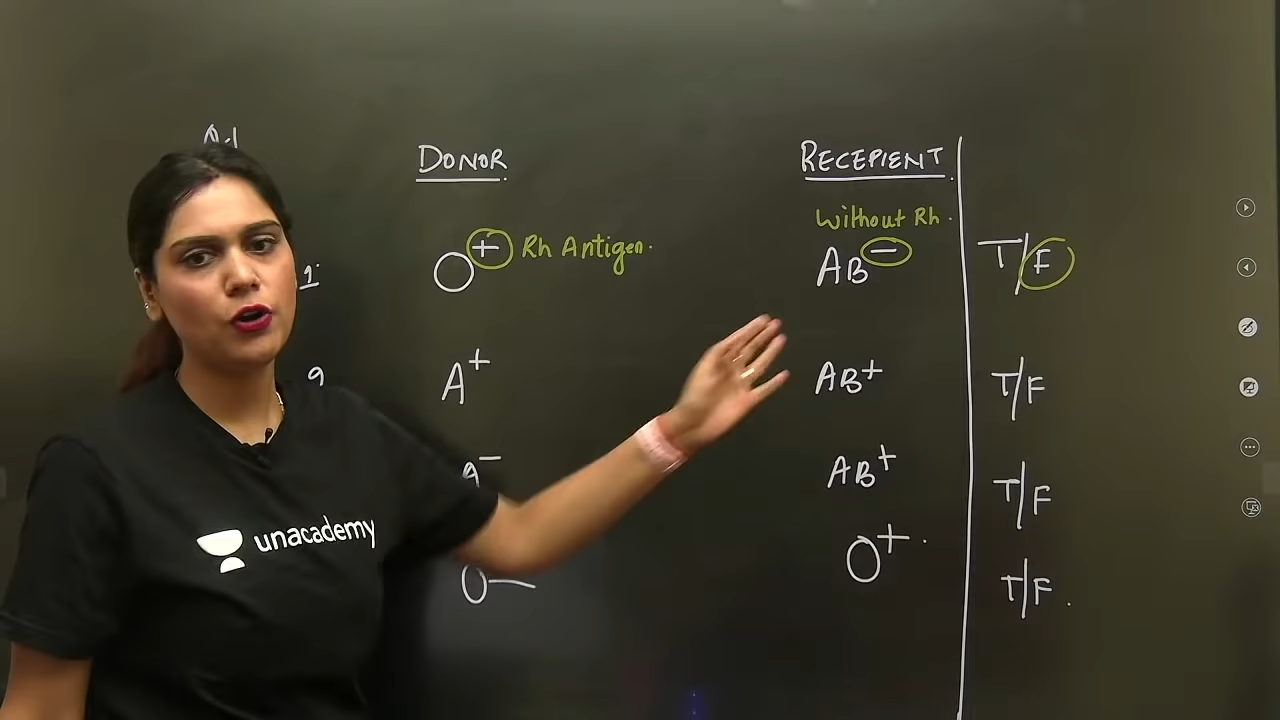 DONOR RECEPIENT
Without Rh.
O+ Rh Antigen. AB- T/F
A+ AB+ T/F
AB+ T/F
O- O+. T/F.
unacademy